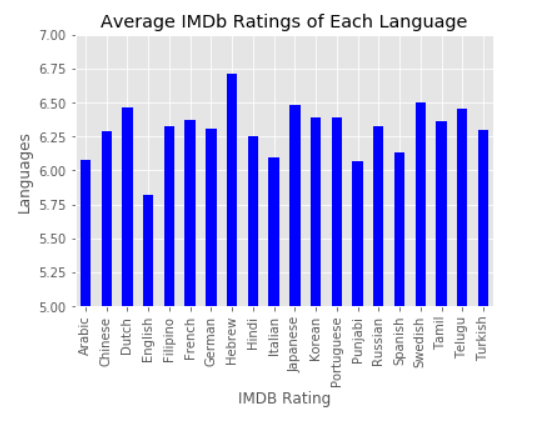 Average IMDb Ratings of Each Language
7.00
6.75
6.50
6.25
6.00
5.75
5.50
5.25
5.00
Languages
Arabic
Chinese
Dutch
English
Filipino
French
German
Hebrew
Hindi
Italian
Japanese
Korean
Portuguese
Punjabi
Russian
Spanish
Swedish
Tamil
Telugu
Turkish
IMDB Rating